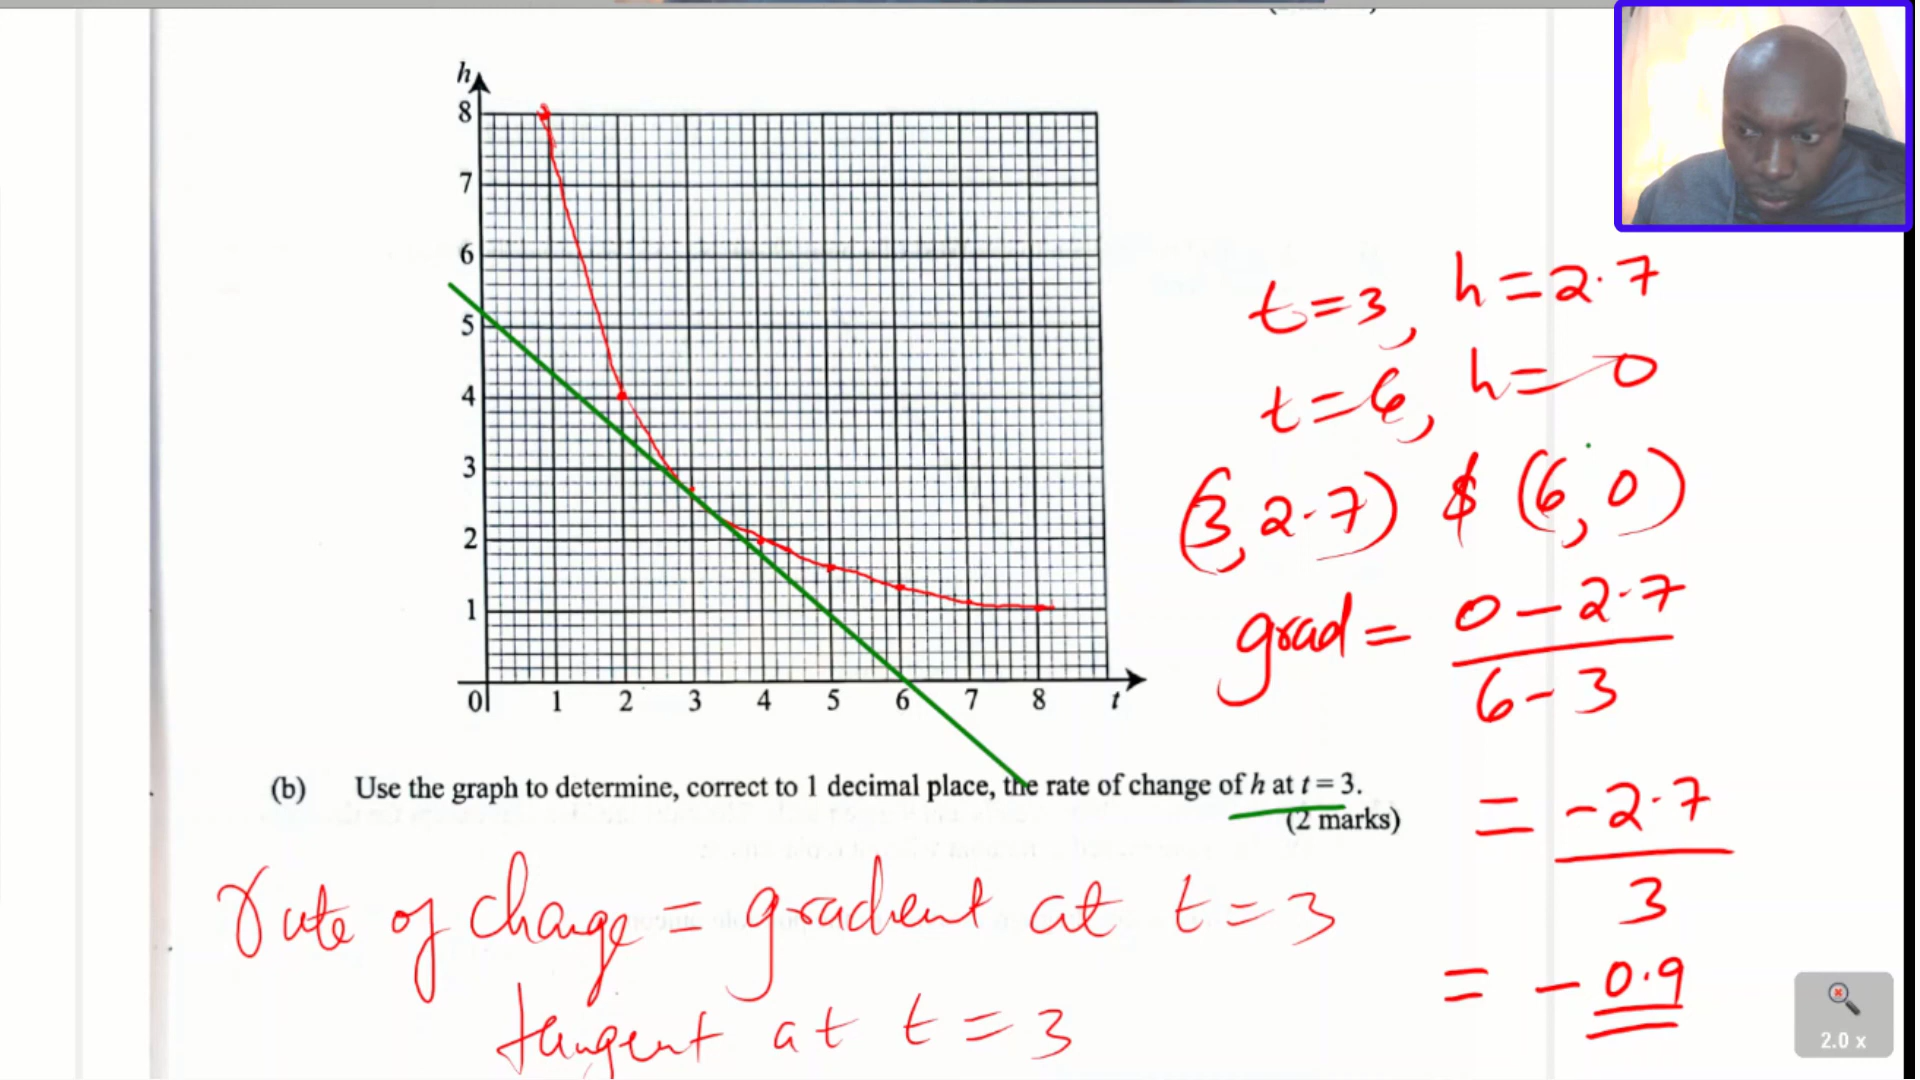 h
8
7
6
5
4
3
2
1
0 1 2 3 4 5 6 7 8 t
t=3, h=2.7
t=6, h=0
(3, 2.7) & (6, 0)
grad = 0-2.7
6-3
= -2.7
3
= -0.9
(b) Use the graph to determine, correct to 1 decimal place, the rate of change of h at t = 3.
(2 marks)
rate of change = gradient at t=3
tangent at t=3
2.0 x